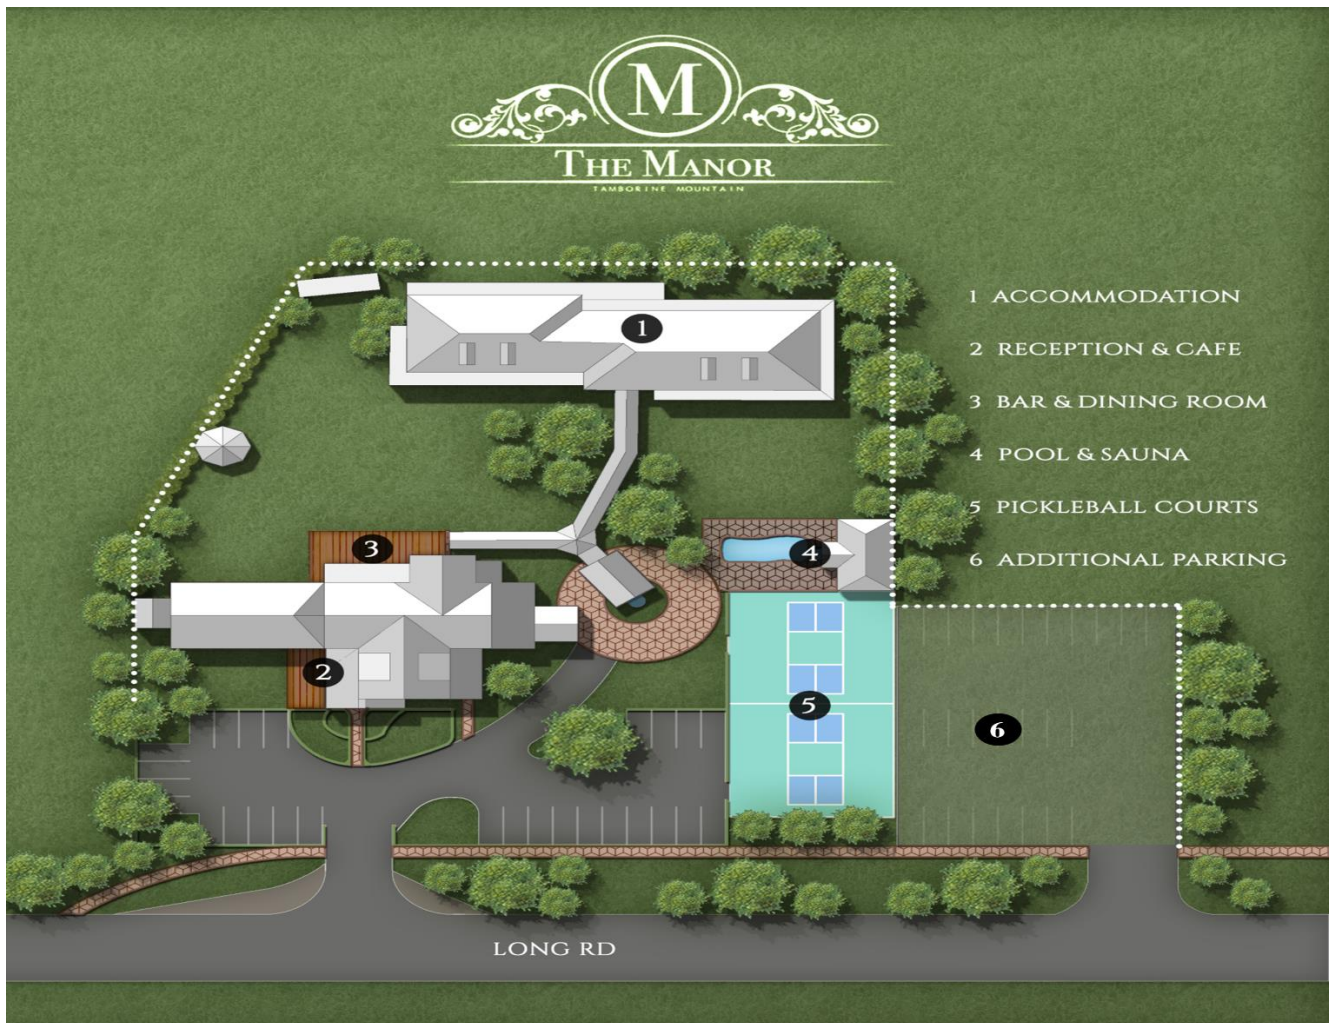 M
THE MANOR
TAMBORINE MOUNTAIN
1 ACCOMMODATION
2 RECEPTION & CAFE
3 BAR & DINING ROOM
4 POOL & SAUNA
5 PICKLEBALL COURTS
6 ADDITIONAL PARKING
1
3
4
2
5
6
LONG RD